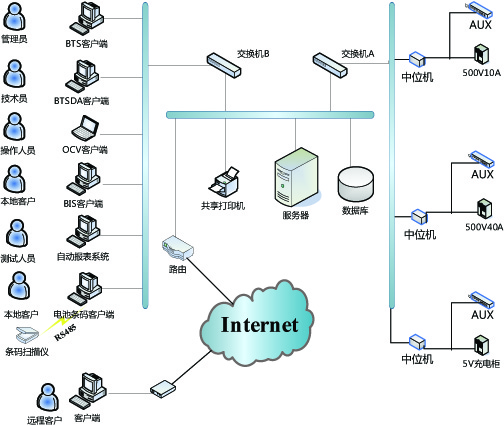 管理员
BTS客户端
技术员
BTSDA客户端
操作人员
OCV客户端
本地客户
BIS客户端
测试人员
自动报表系统
本地客户
电池条码客户端
条码扫描仪
RS485
远程客户
客户端
交换机B
交换机A
共享打印机
服务器
数据库
路由
Internet
中位机
AUX
500V10A
中位机
AUX
500V40A
中位机
AUX
5V充电柜